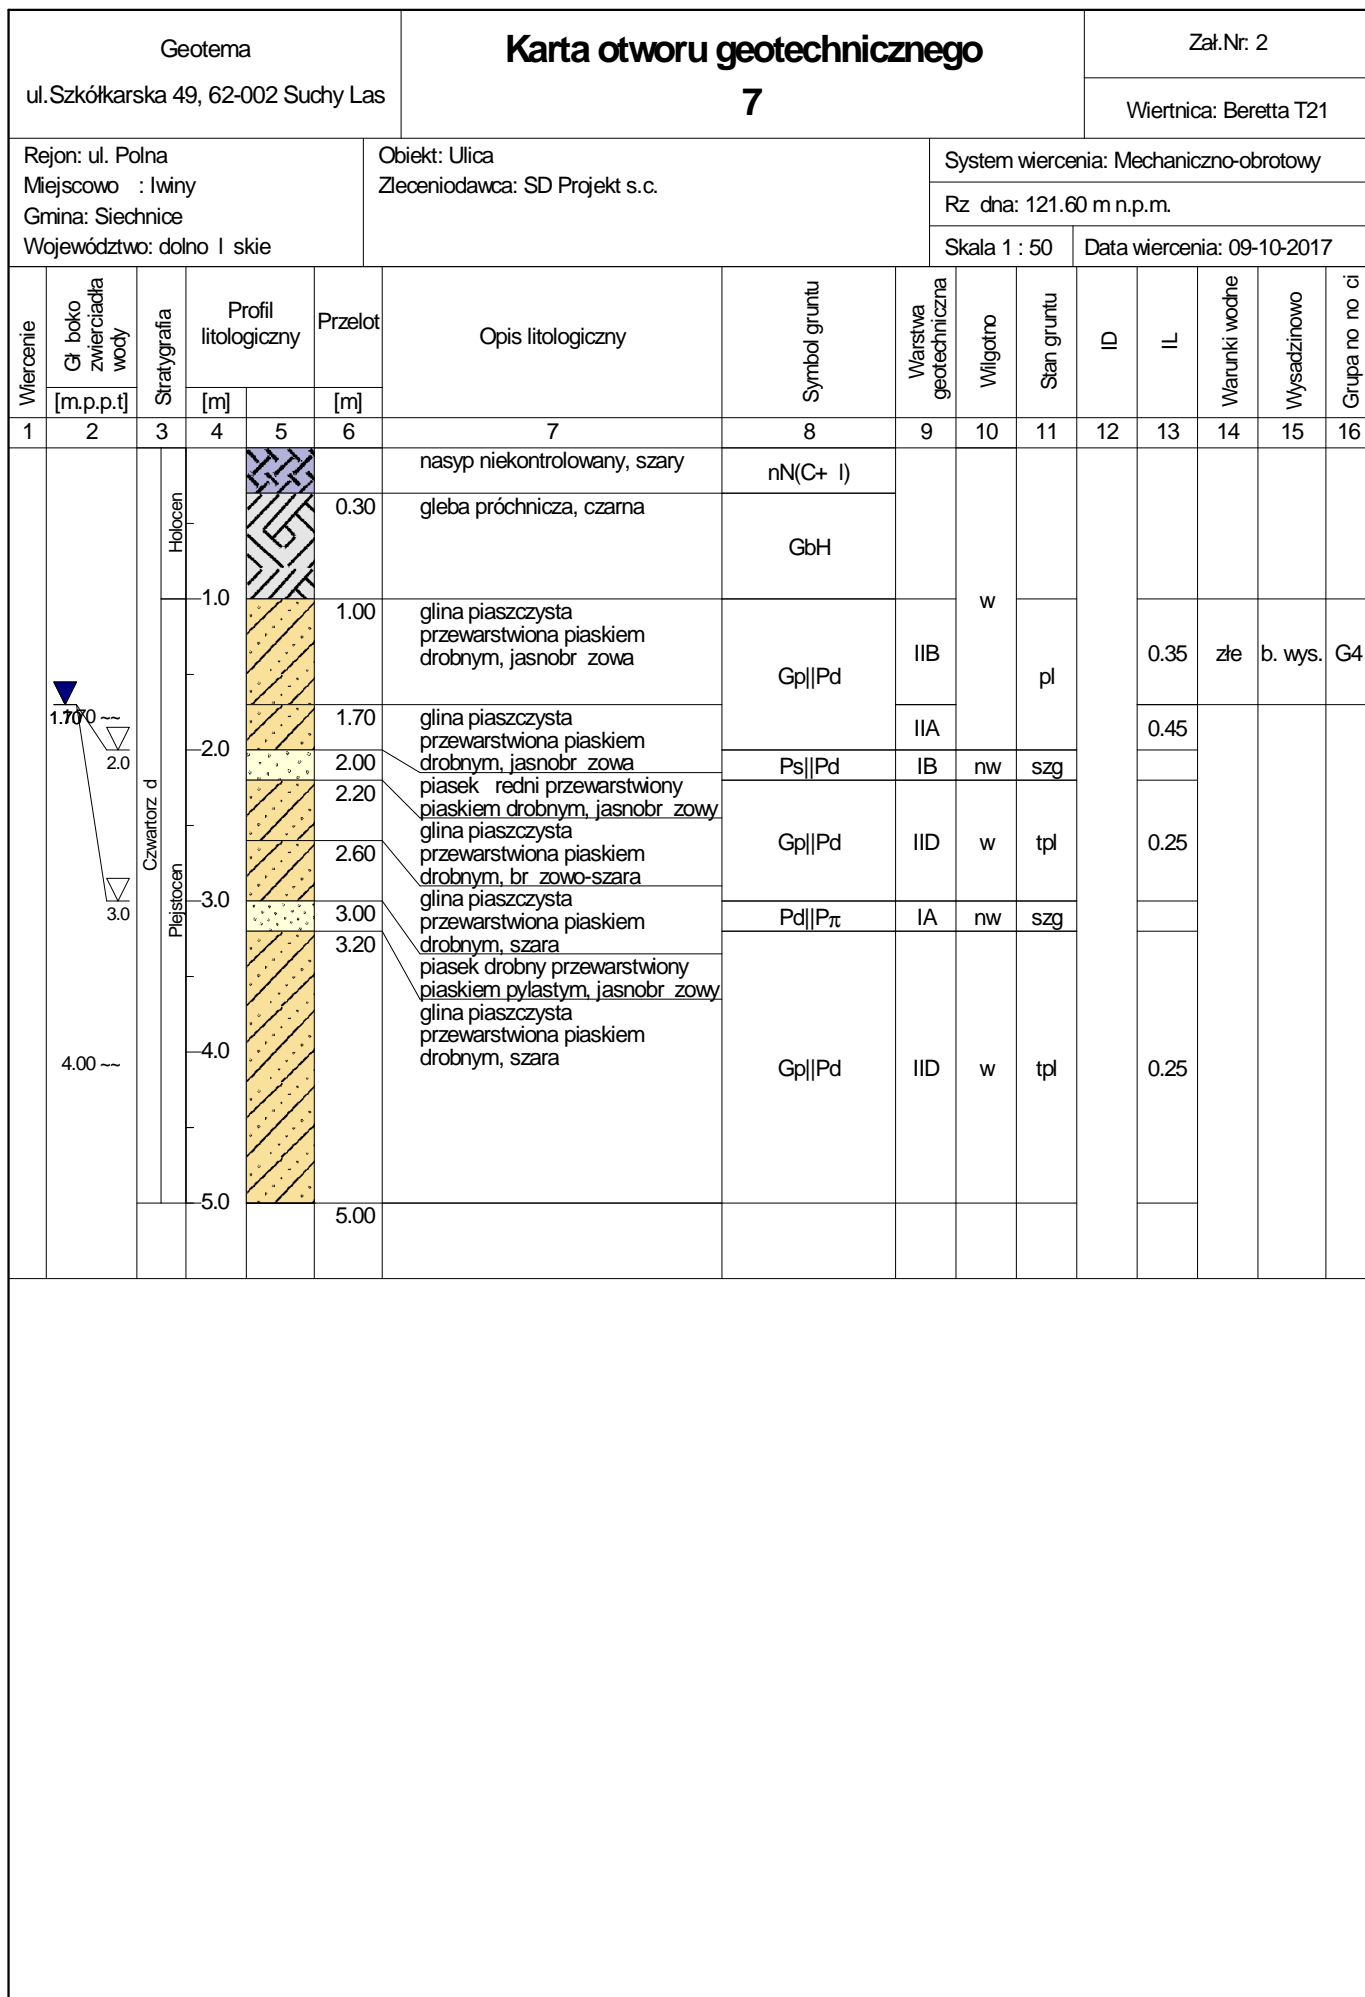 Geotema
ul.Szkółkarska 49, 62-002 Suchy Las
Karta otworu geotechnicznego
7
Zał.Nr: 2
Wiertnica: Beretta T21
Rejon: ul. Polna
Miejscowo : Iwiny
Gmina: Siechnice
Województwo: dolno l skie
Obiekt: Ulica
Zleceniodawca: SD Projekt s.c.
System wiercenia: Mechaniczno-obrotowy
Rz dna: 121.60 m n.p.m.
Skala 1 : 50
Data wiercenia: 09-10-2017
Wiercenie
Gł boko
zwierciadła
wody
[m.p.p.t]
Stratygrafia
Profil
litologiczny
[m]
Przelot
[m]
Opis litologiczny
Symbol gruntu
Warstwa
geotechniczna
Wilgotno
Stan gruntu
ID
IL
Warunki wodne
Wysadzinowo
Grupa no no ci
1 2 3 4 5 6 7 8 9 10 11 12 13 14 15 16
nasyp niekontrolowany, szary
nN(C+ l)
Holocen
0.30
gleba próchnicza, czarna
GbH
1.0
1.00
glina piaszczysta
przewarstwiona piaskiem
drobnym, jasnobr zowa
Gp||Pd
IIB
w
pl
0.35
złe
b. wys.
G4
1.70
1.70 ~~
1.70
glina piaszczysta
przewarstwiona piaskiem
drobnym, jasnobr zowa
IIA
0.45
2.0
2.0
2.00
piasek redni przewarstwiony
piaskiem drobnym, jasnobr zowy
Ps||Pd
IB
nw
szg
2.20
glina piaszczysta
przewarstwiona piaskiem
drobnym, br zowo-szara
Gp||Pd
IID
w
tpl
0.25
Czwartorz d
Plejstocen
2.60
glina piaszczysta
przewarstwiona piaskiem
drobnym, szara
3.0
3.0
3.00
piasek drobny przewarstwiony
piaskiem pylastym, jasnobr zowy
Pd||Pπ
IA
nw
szg
3.20
glina piaszczysta
przewarstwiona piaskiem
drobnym, szara
4.00 ~~
4.0
Gp||Pd
IID
w
tpl
0.25
5.0
5.00